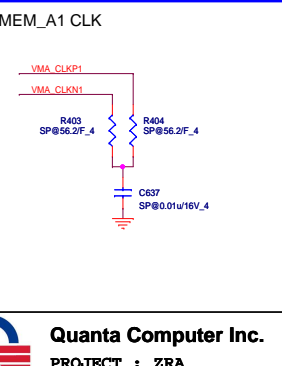 MEM_A1 CLK
VMA_CLKP1
VMA_CLKN1
R403
SP@56.2/F_4
R404
SP@56.2/F_4
C637
SP@0.01u/16V_4
Quanta Computer Inc.
PROJECT : ZRA